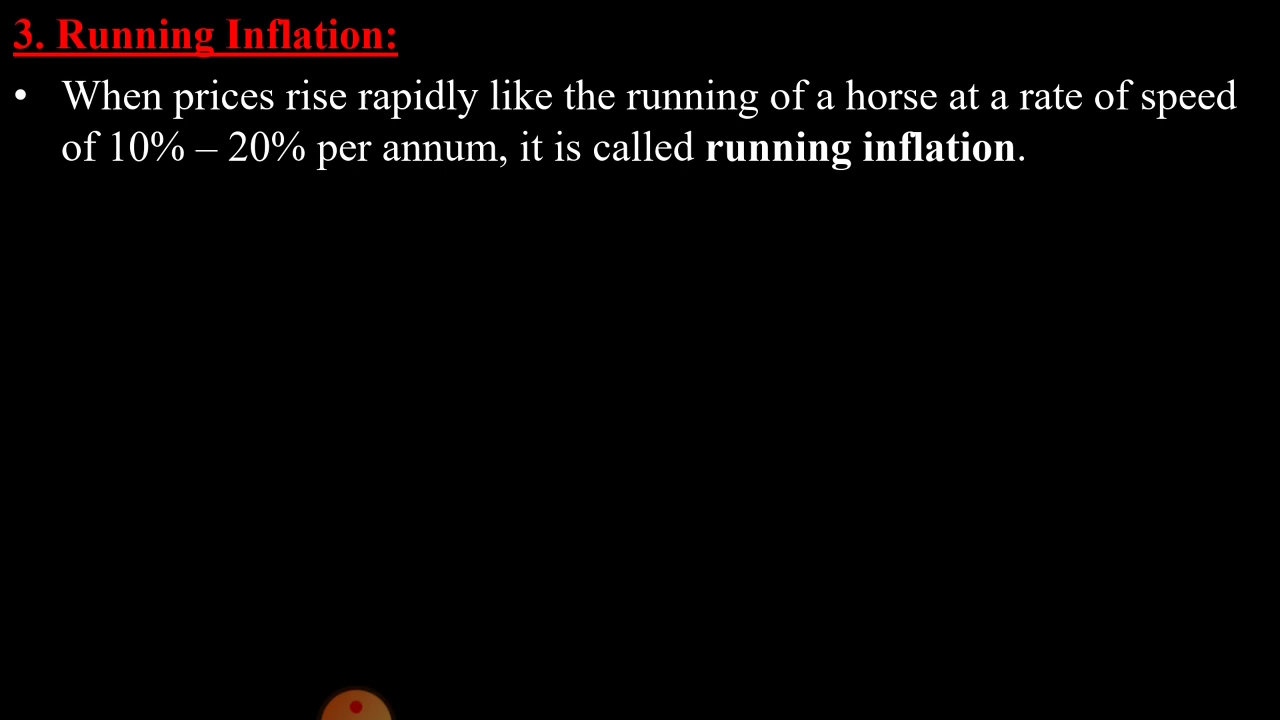 3. Running Inflation:
• When prices rise rapidly like the running of a horse at a rate of speed
of 10% – 20% per annum, it is called running inflation.